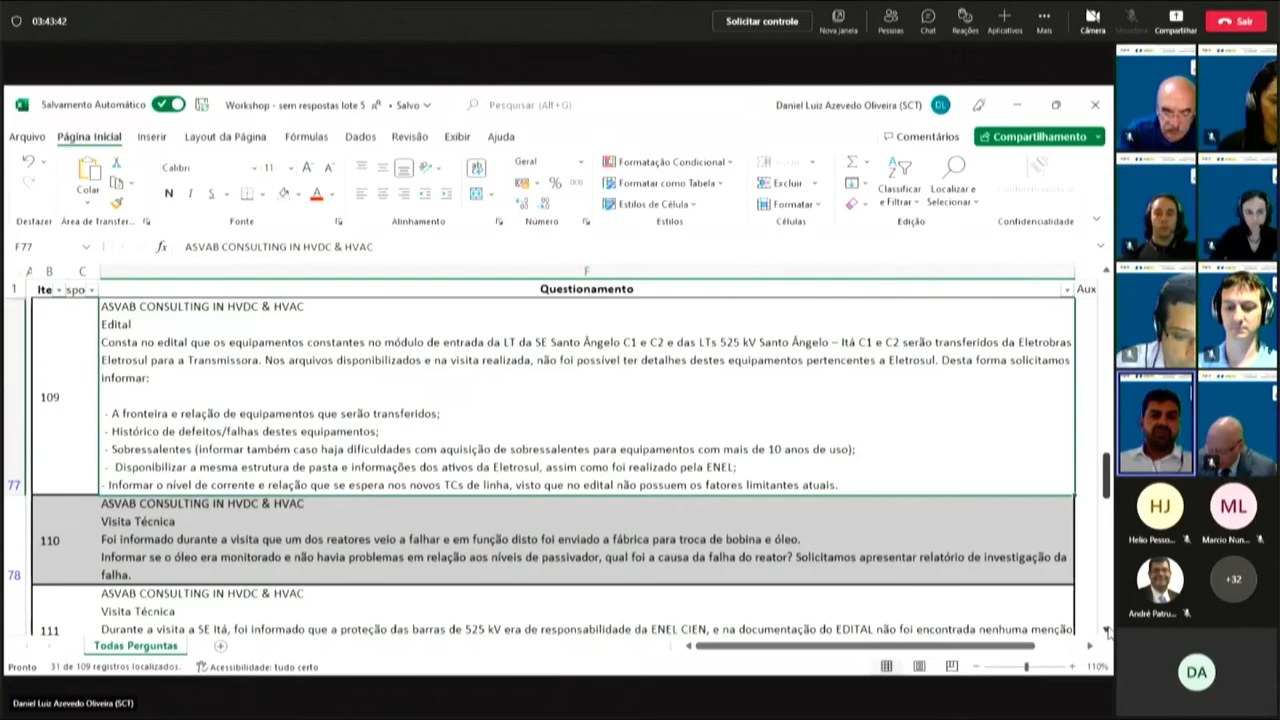 03:43:42
Solicitar controle
Nova janela
Pessoas
Chat
Reações
Aplicativos
Mais
Câmera
Compartilhar
Sair
Salvamento Automático
Workshop - sem respostas lote 5
• Salvo
Pesquisar (Alt+G)
Daniel Luiz Azevedo Oliveira (SCT)
DL
Arquivo
Página Inicial
Inserir
Layout da Página
Fórmulas
Dados
Revisão
Exibir
Ajuda
Comentários
Compartilhamento
Colar
Calibri
11
N I S
Geral
Formatação Condicional
Formatar como Tabela
Estilos de Célula
Excluir
Formatar
Classificar
e Filtrar
Localizar e
Selecionar
Desfazer
Área de Transfer...
Fonte
Alinhamento
Número
Estilos
Células
Edição
Confidencialidade
F77
fx
ASVAB CONSULTING IN HVDC & HVAC
A B C F
1
Ite
spo
Questionamento
Aux
ASVAB CONSULTING IN HVDC & HVAC
Edital
Consta no edital que os equipamentos constantes no módulo de entrada da LT da SE Santo Ângelo C1 e C2 e das LTs 525 kV Santo Ângelo – Itá C1 e C2 serão transferidos da Eletrobras
Eletrosul para a Transmissora. Nos arquivos disponibilizados e na visita realizada, não foi possível ter detalhes destes equipamentos pertencentes a Eletrosul. Desta forma solicitamos
informar:
109
- A fronteira e relação de equipamentos que serão transferidos;
- Histórico de defeitos/falhas destes equipamentos;
- Sobressalentes (informar também caso haja dificuldades com aquisição de sobressalentes para equipamentos com mais de 10 anos de uso);
- Disponibilizar a mesma estrutura de pasta e informações dos ativos da Eletrosul, assim como foi realizado pela ENEL;
77
- Informar o nível de corrente e relação que se espera nos novos TCs de linha, visto que no edital não possuem os fatores limitantes atuais.
ASVAB CONSULTING IN HVDC & HVAC
Visita Técnica
110
Foi informado durante a visita que um dos reatores veio a falhar e em função disto foi enviado a fábrica para troca de bobina e óleo.
Informar se o óleo era monitorado e não havia problemas em relação aos níveis de passivador, qual foi a causa da falha do reator? Solicitamos apresentar relatório de investigação da
78
falha.
ASVAB CONSULTING IN HVDC & HVAC
Visita Técnica
111
Durante a visita a SE Itá, foi informado que a proteção das barras de 525 kV era de responsabilidade da ENEL CIEN, e na documentação do EDITAL não foi encontrada nenhuma menção
Todas Perguntas
Pronto
31 de 109 registros localizados.
Acessibilidade: tudo certo
110%
Daniel Luiz Azevedo Oliveira (SCT)
HJ
ML
Helio Pesso...
Marcio Nun...
+32
André Patru...
DA